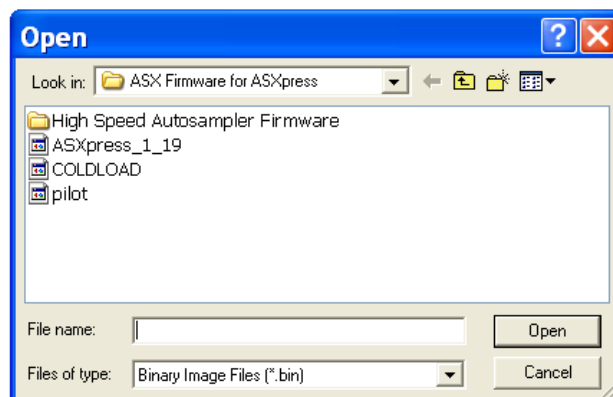 Open
Look in: ASX Firmware for ASXpress
High Speed Autosampler Firmware
ASXpress_1_19
COLDLOAD
pilot
File name: Open
Files of type: Binary Image Files (*.bin) Cancel